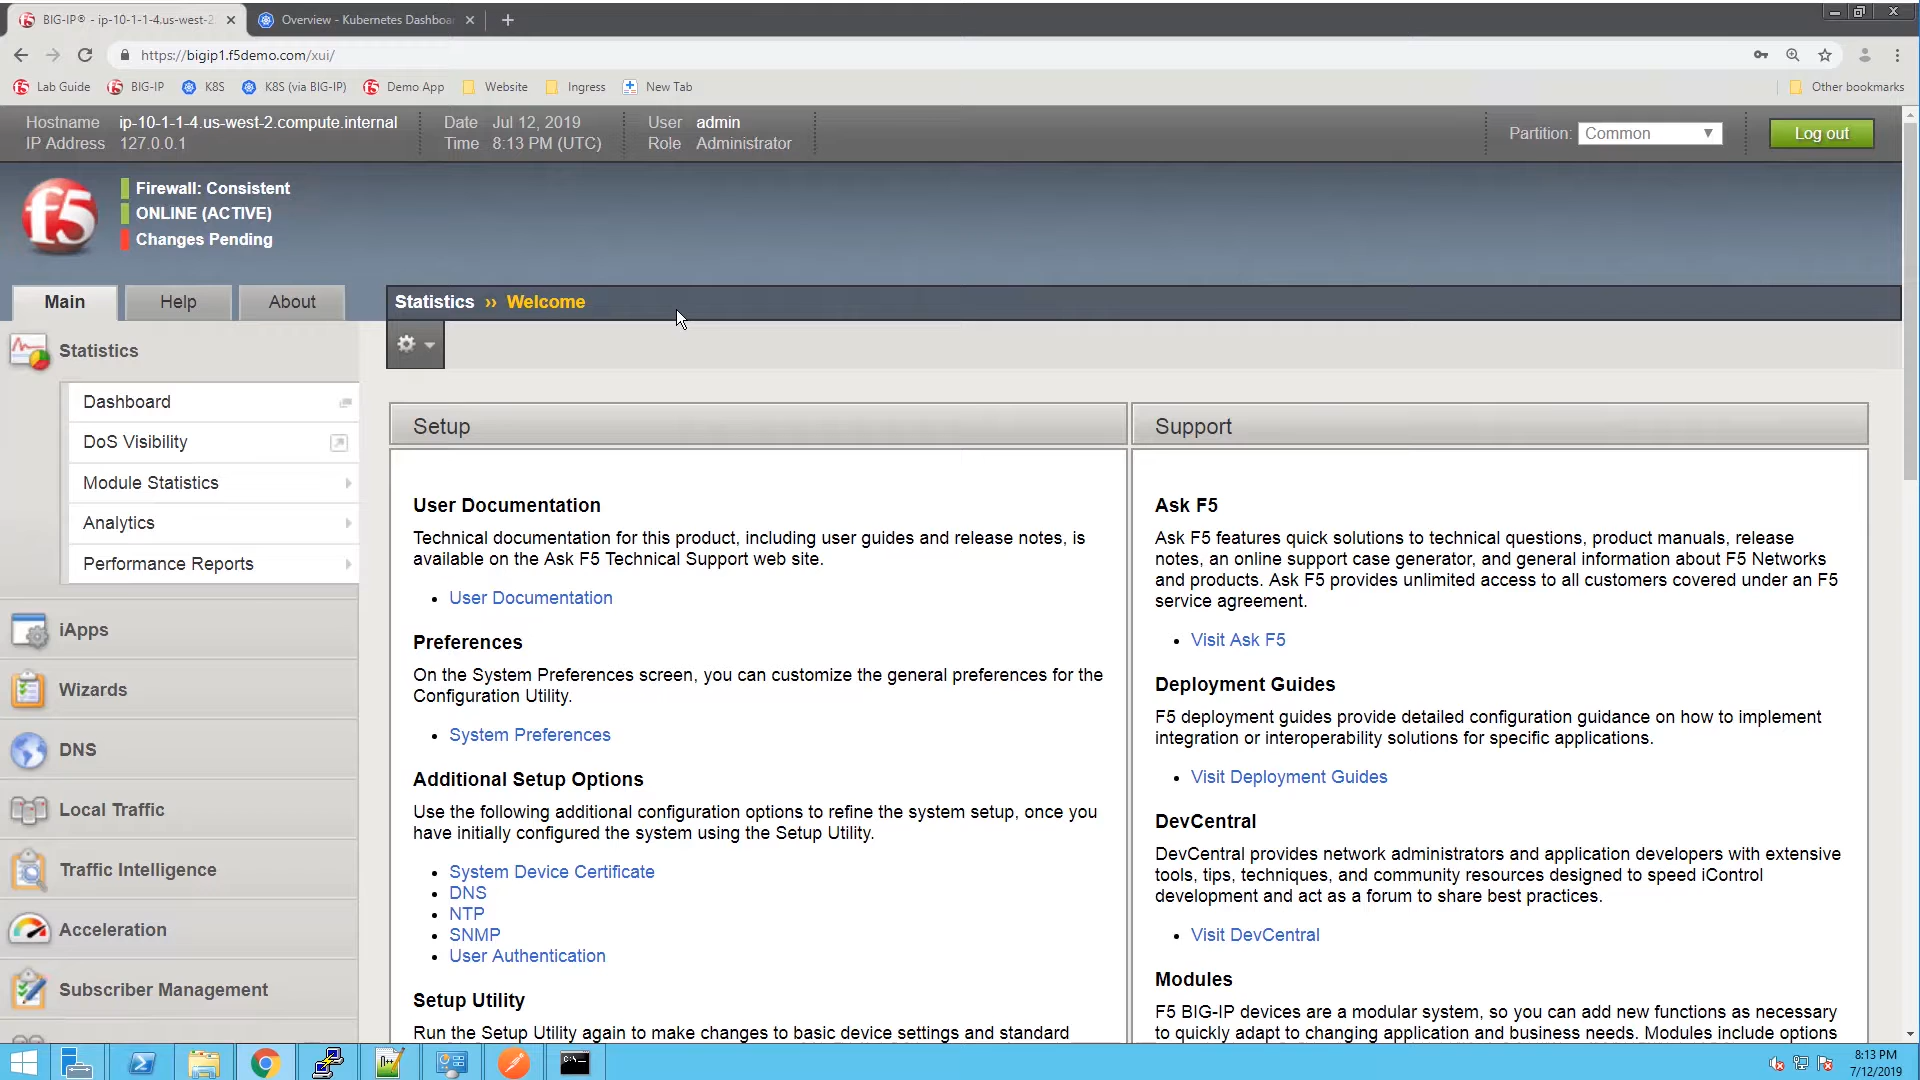 BIG-IP® - ip-10-1-1-4.us-west-2.
Overview - Kubernetes Dashboa
https://bigip1.f5demo.com/xui/
Lab Guide
BIG-IP
K8S
K8S (via BIG-IP)
Demo App
Website
Ingress
New Tab
Other bookmarks
Hostname ip-10-1-1-4.us-west-2.compute.internal
IP Address 127.0.0.1
Date Jul 12, 2019
Time 8:13 PM (UTC)
User admin
Role Administrator
Partition: Common
Log out
f5
Firewall: Consistent
ONLINE (ACTIVE)
Changes Pending
Main
Help
About
Statistics ›› Welcome
Statistics
Dashboard
DoS Visibility
Module Statistics
Analytics
Performance Reports
iApps
Wizards
DNS
Local Traffic
Traffic Intelligence
Acceleration
Subscriber Management
Setup
User Documentation
Technical documentation for this product, including user guides and release notes, is
available on the Ask F5 Technical Support web site.
• User Documentation
Preferences
On the System Preferences screen, you can customize the general preferences for the
Configuration Utility.
• System Preferences
Additional Setup Options
Use the following additional configuration options to refine the system setup, once you
have initially configured the system using the Setup Utility.
• System Device Certificate
• DNS
• NTP
• SNMP
• User Authentication
Setup Utility
Run the Setup Utility again to make changes to basic device settings and standard
Support
Ask F5
Ask F5 features quick solutions to technical questions, product manuals, release
notes, an online support case generator, and general information about F5 Networks
and products. Ask F5 provides unlimited access to all customers covered under an F5
service agreement.
• Visit Ask F5
Deployment Guides
F5 deployment guides provide detailed configuration guidance on how to implement
integration or interoperability solutions for specific applications.
• Visit Deployment Guides
DevCentral
DevCentral provides network administrators and application developers with extensive
tools, tips, techniques, and community resources designed to speed iControl
development and act as a forum to share best practices.
• Visit DevCentral
Modules
F5 BIG-IP devices are a modular system, so you can add new functions as necessary
to quickly adapt to changing application and business needs. Modules include options
8:13 PM
7/12/2019